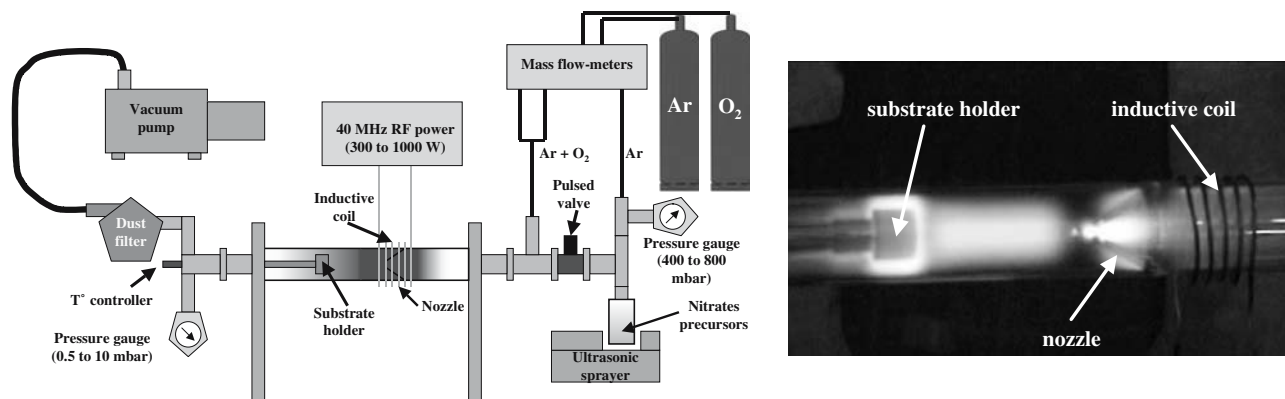 Mass flow-meters
Ar
O2
Vacuum
pump
40 MHz RF power
(300 to 1000 W)
Ar + O2
Ar
Inductive
coil
Pulsed
valve
Dust
filter
Pressure gauge
(400 to 800
mbar)
T° controller
Substrate
holder
Nozzle
Nitrates
precursors
Pressure gauge
(0.5 to 10 mbar)
Ultrasonic
sprayer
substrate holder
inductive coil
nozzle